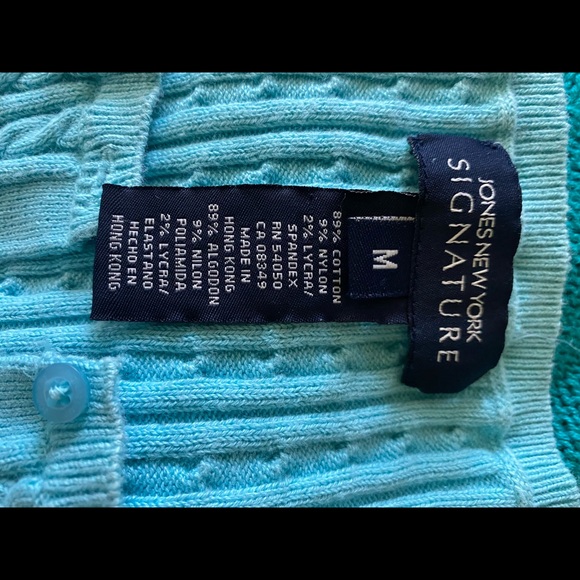 JONES NEW YORK
SIGNATURE
M
89% COTTON
9% NYLON
2% LYCRA/
SPANDEX
RN 54050
CA 08349
MADE IN
HONG KONG
89% ALGODON
9% NILON
POLIAMIDA
2% LYCRA/
ELASTANO
HECHO EN
HONG KONG